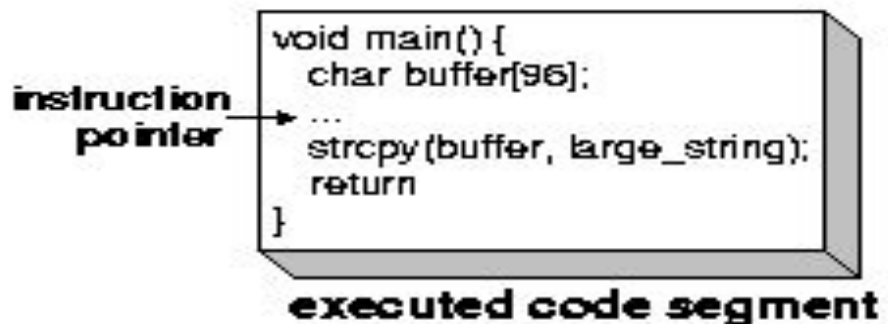 void main() {
char buffer[96];
instruction
pointer
...
strcpy(buffer, large_string);
return
}
executed code segment